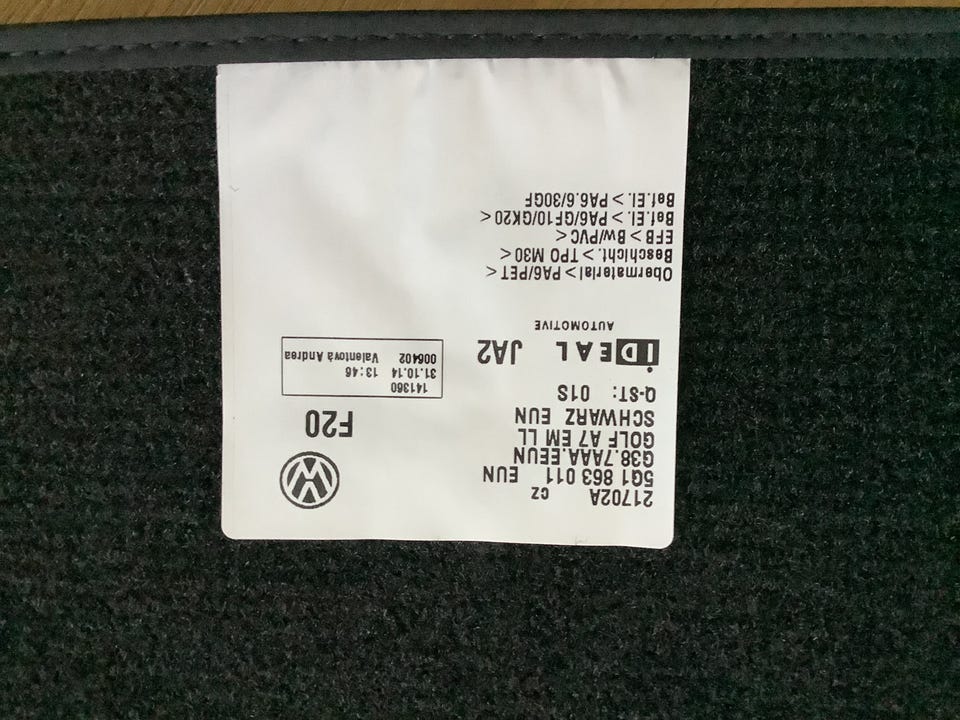 21702A CZ
5G1 863 011 EUN
G38.7AAA.EEUN
GOLF A7 EM LL
SCHWARZ EUN
Q-ST: 01S
F20
141360
31.10.14 13:46
006402 Valentová Andrea
iDEAL JA2
AUTOMOTIVE
Obermaterial > PA6/PET <
Beschicht. > TPO M30 <
EFB > Bw/PVC <
Bef.El. > PA6/GF10/GK20 <
Bef.El. > PA6.6/30GF